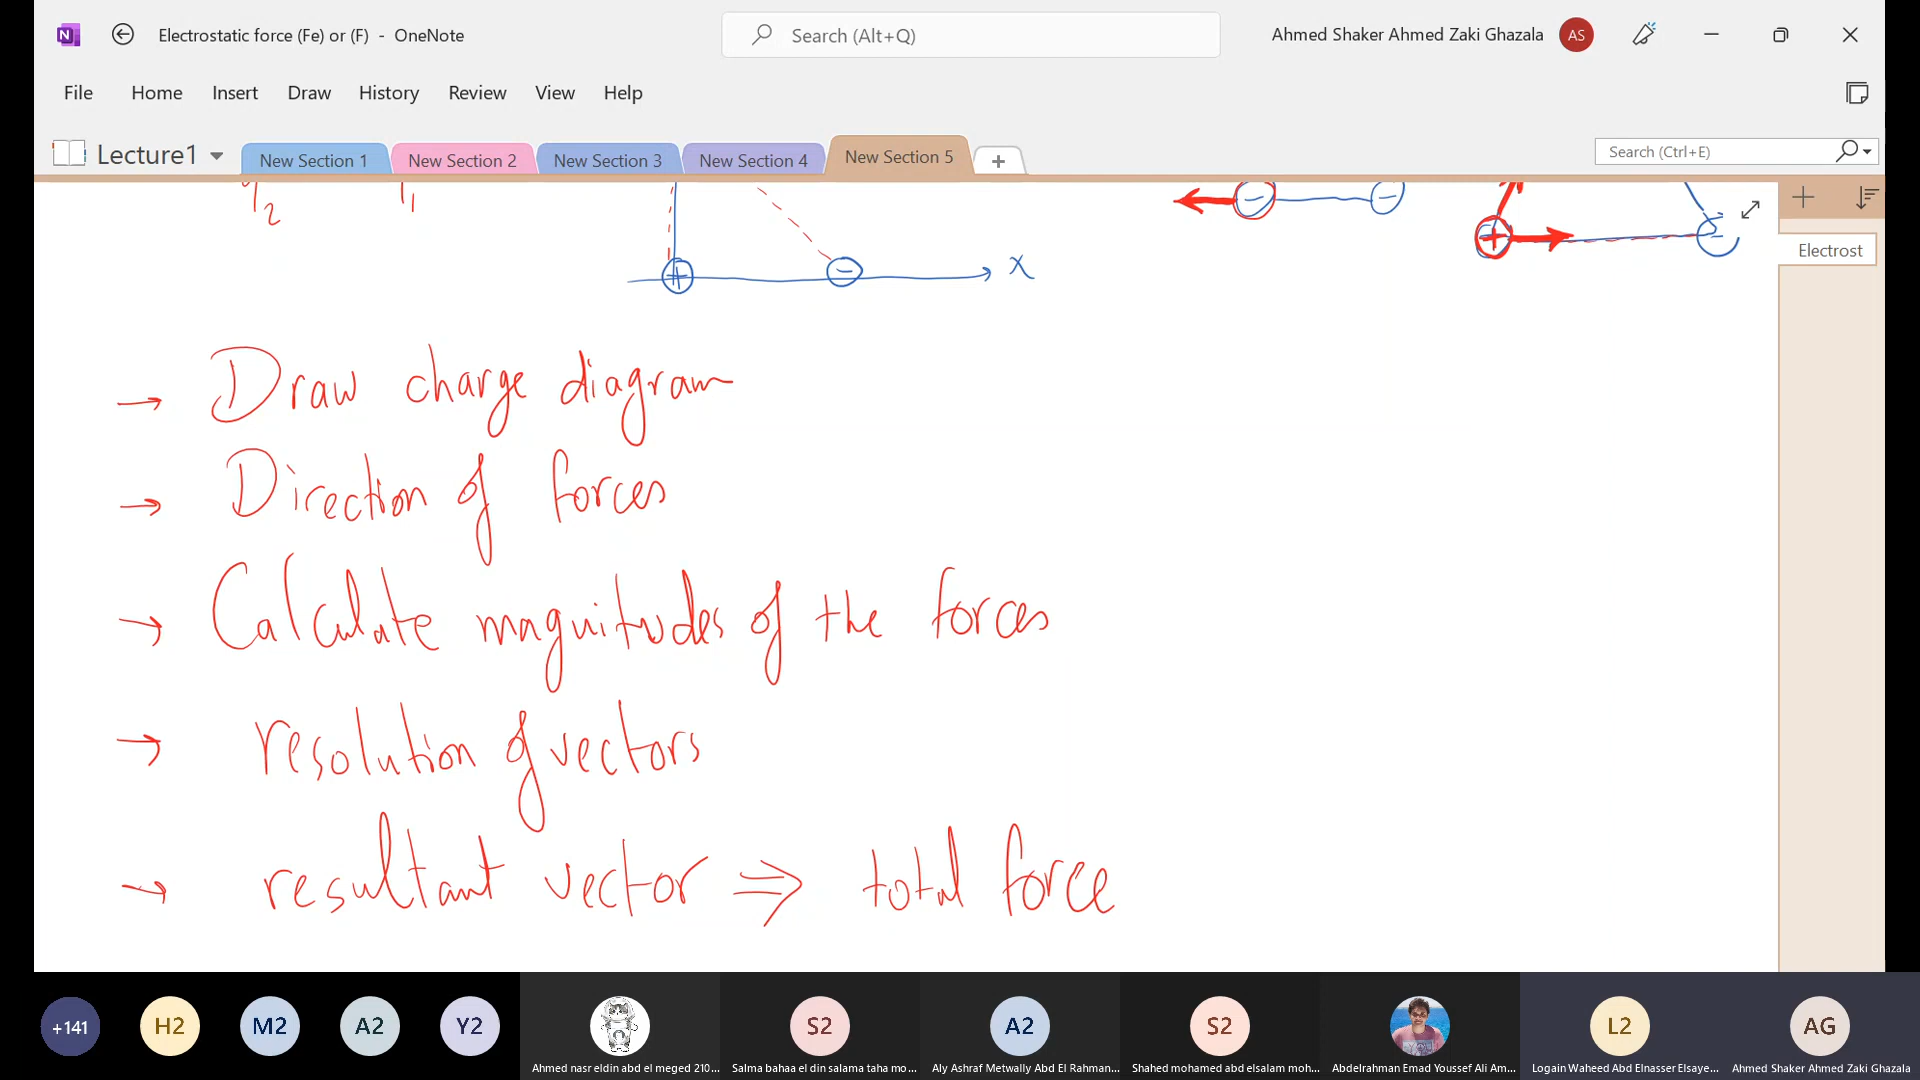 Electrostatic force (Fe) or (F) - OneNote
Search (Alt+Q)
Ahmed Shaker Ahmed Zaki Ghazala
AS
File Home Insert Draw History Review View Help
Lecture1
New Section 1
New Section 2
New Section 3
New Section 4
New Section 5
+
Search (Ctrl+E)
Electrost
+ - X
- -
+ -
→ Draw charge diagram
→ Direction of forces
→ Calculate magnitudes of the forces
→ resolution of vectors
→ resultant vector ⇒ total force
+141
H2
M2
A2
Y2
S2
A2
S2
L2
AG
Ahmed nasr eldin abd el meged 210...
Salma bahaa el din salama taha mo...
Aly Ashraf Metwally Abd El Rahman...
Shahed mohamed abd elsalam moh...
Abdelrahman Emad Youssef Ali Am...
Logain Waheed Abd Elnasser Elsaye...
Ahmed Shaker Ahmed Zaki Ghazala